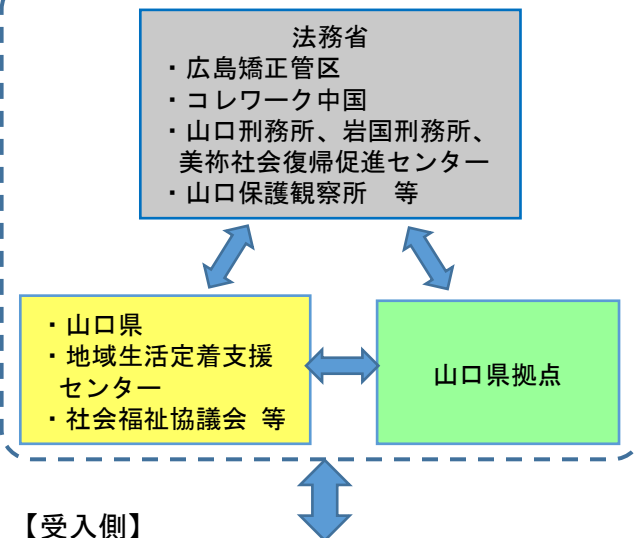 法務省
・広島矯正管区
・コレワーク中国
・山口刑務所、岩国刑務所、
美祢社会復帰促進センター
・山口保護観察所　等
・山口県
・地域生活定着支援
センター
・社会福祉協議会 等
山口県拠点
【受入側】